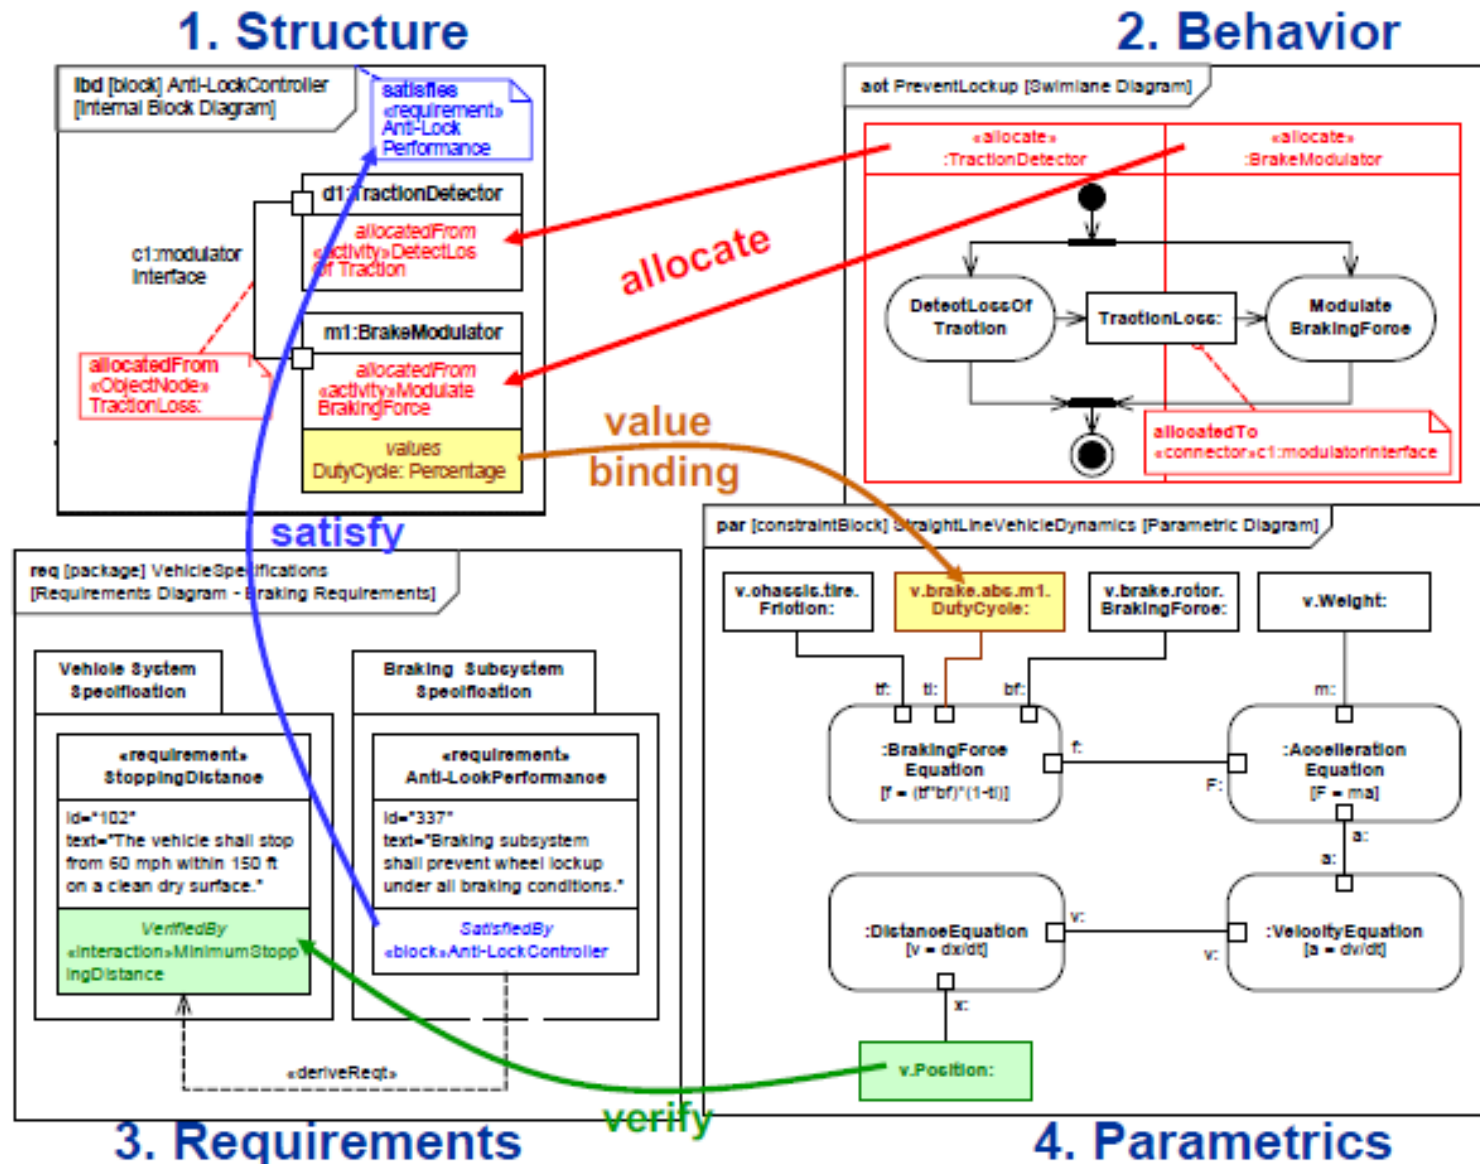 1. Structure
ibd [block] Anti-LockController
[Internal Block Diagram]
satisfies
«requirement»
Anti-Lock
Performance
d1:TractionDetector
allocatedFrom
«activity»DetectLos
Of Traction
c1:modulator
Interface
m1:BrakeModulator
allocatedFrom
«activity»Modulate
BrakingForce
values
DutyCycle: Percentage
allocatedFrom
«ObjectNode»
TractionLoss:
2. Behavior
act PreventLockup [Swimlane Diagram]
«allocate»
:TractionDetector
«allocate»
:BrakeModulator
DetectLossOf
Traction
TractionLoss:
Modulate
BrakingForce
allocatedTo
«connector»c1:modulatorInterface
allocate
value
binding
satisfy
verify
req [package] VehicleSpecifications
[Requirements Diagram - Braking Requirements]
Vehicle System
Specification
«requirement»
StoppingDistance
id="102"
text="The vehicle shall stop
from 60 mph within 150 ft
on a clean dry surface."
VerifiedBy
«interaction»MinimumStopp
ingDistance
Braking Subsystem
Specification
«requirement»
Anti-LockPerformance
id="337"
text="Braking subsystem
shall prevent wheel lockup
under all braking conditions."
SatisfiedBy
«block»Anti-LockController
«deriveReqt»
3. Requirements
par [constraintBlock] StraightLineVehicleDynamics [Parametric Diagram]
v.chassis.tire.
Friction:
v.brake.abs.m1.
DutyCycle:
v.brake.rotor.
BrakingForce:
v.Weight:
tf:
tl:
bf:
m:
:BrakingForce
Equation
[f = (tf*bf)*(1-tl)]
f:
F:
:Accelleration
Equation
[F = ma]
a:
a:
:DistanceEquation
[v = dx/dt]
v:
v:
:VelocityEquation
[a = dv/dt]
x:
v.Position:
4. Parametrics